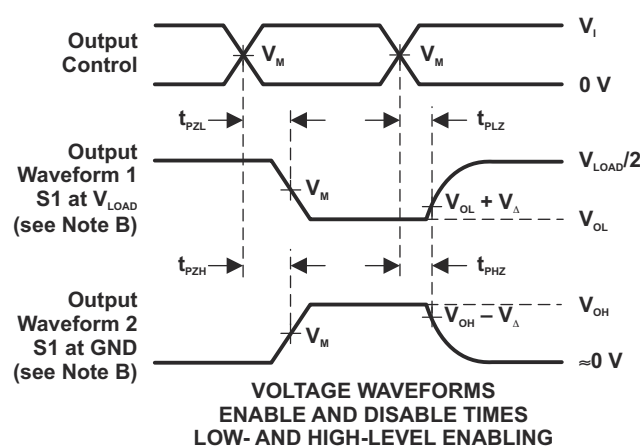 Output
Control
V_M
V_M
V_I
0 V
t_PZL
t_PLZ
Output
Waveform 1
S1 at V_LOAD
(see Note B)
V_M
V_LOAD/2
V_OL + V_Δ
V_OL
t_PZH
t_PHZ
Output
Waveform 2
S1 at GND
(see Note B)
V_M
V_OH
V_OH – V_Δ
≈0 V
VOLTAGE WAVEFORMS
ENABLE AND DISABLE TIMES
LOW- AND HIGH-LEVEL ENABLING